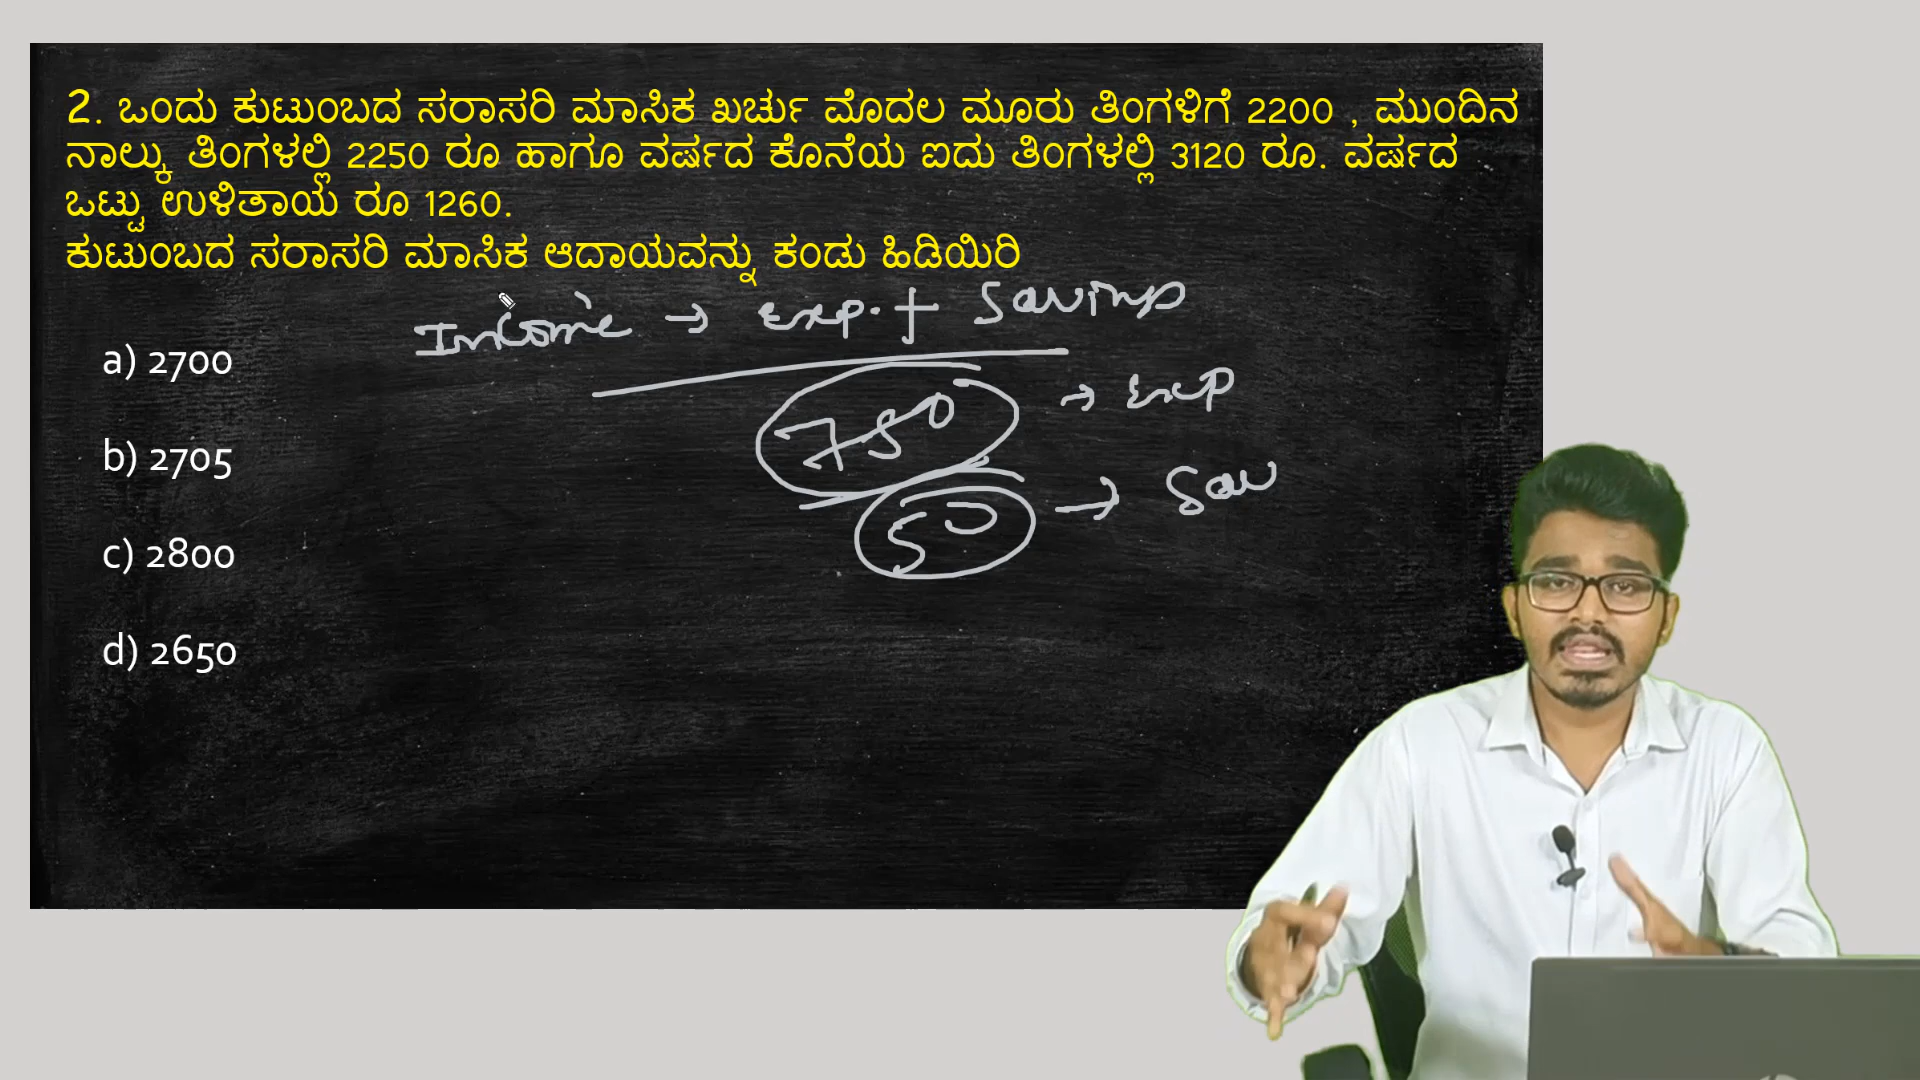 2. ಒಂದು ಕುಟುಂಬದ ಸರಾಸರಿ ಮಾಸಿಕ ಖರ್ಚು ಮೊದಲ ಮೂರು ತಿಂಗಳಿಗೆ 2200 , ಮುಂದಿನ
ನಾಲ್ಕು ತಿಂಗಳಲ್ಲಿ 2250 ರೂ ಹಾಗೂ ವರ್ಷದ ಕೊನೆಯ ಐದು ತಿಂಗಳಲ್ಲಿ 3120 ರೂ. ವರ್ಷದ
ಒಟ್ಟು ಉಳಿತಾಯ ರೂ 1260.
ಕುಟುಂಬದ ಸರಾಸರಿ ಮಾಸಿಕ ಆದಾಯವನ್ನು ಕಂಡು ಹಿಡಿಯಿರಿ
Income → exp. + Savings
a) 2700
750 → exp
b) 2705
50 → Sav
c) 2800
d) 2650